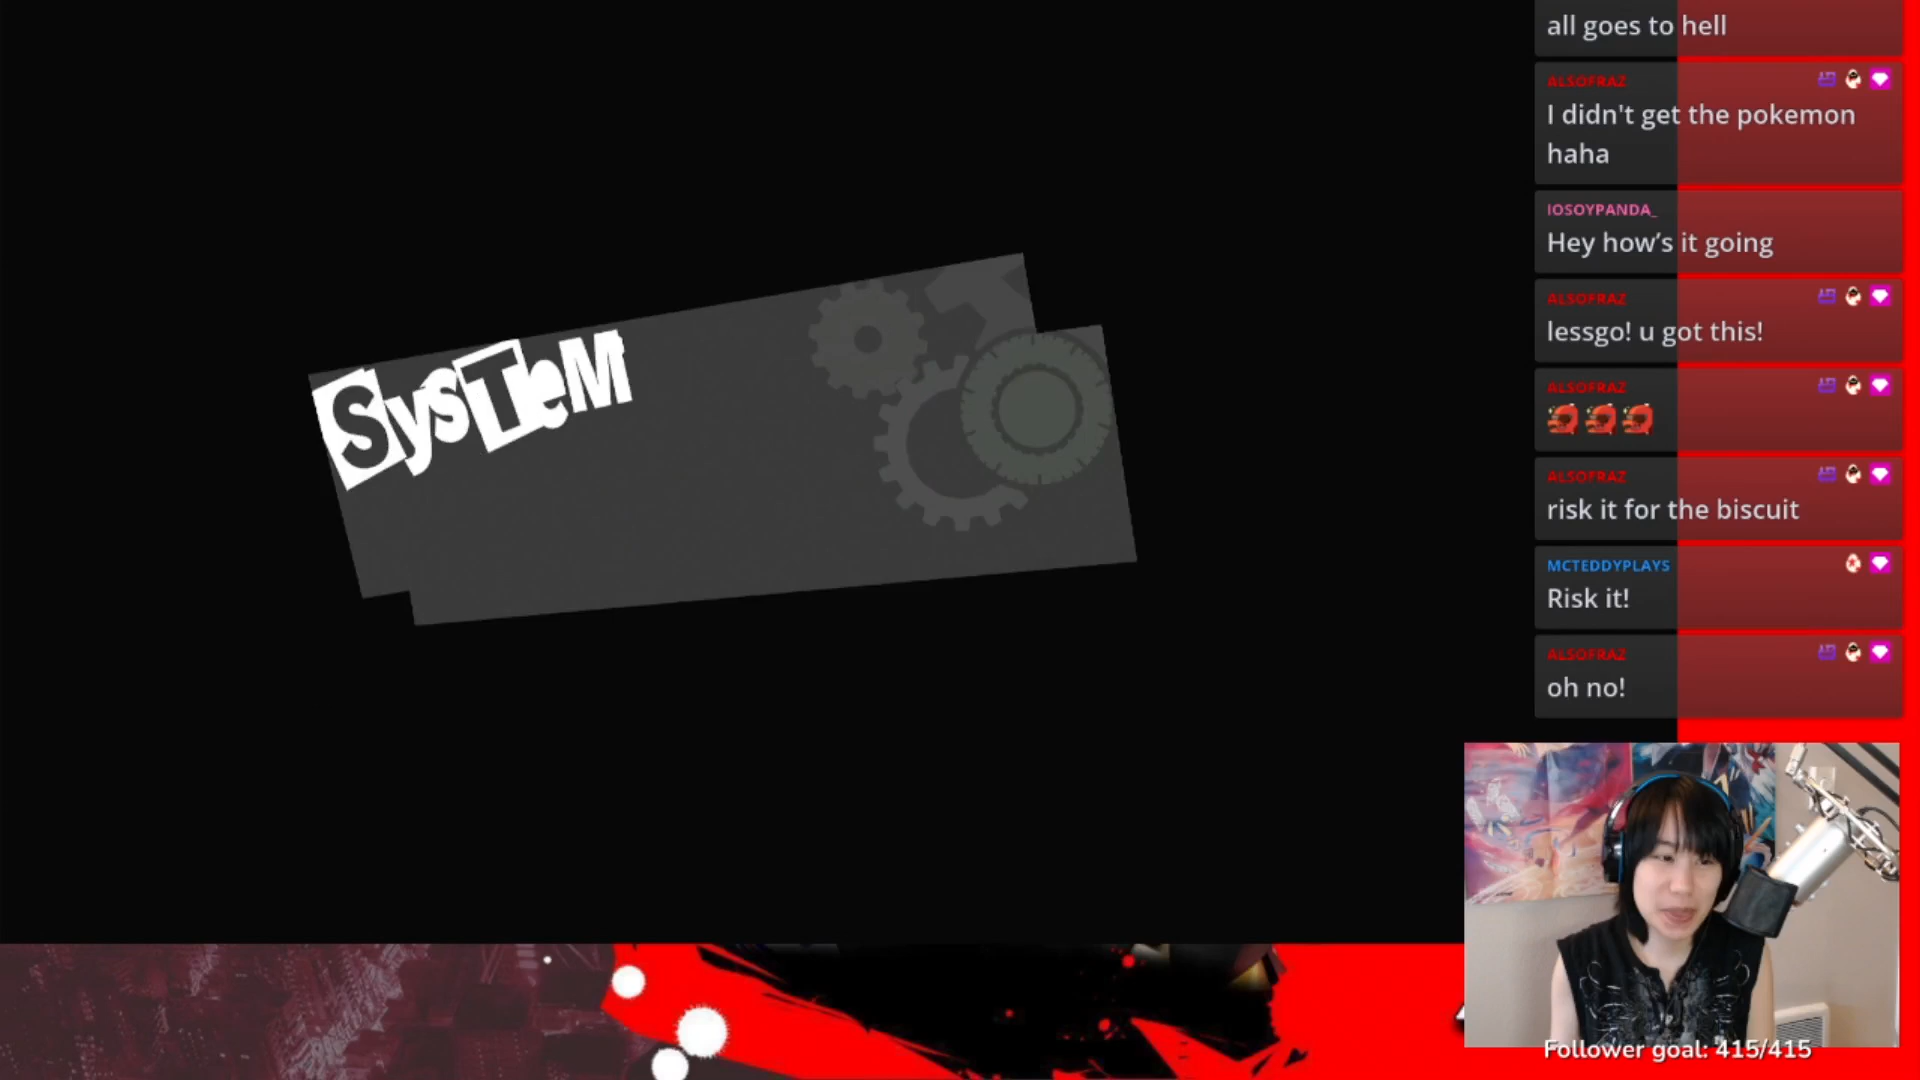 SysTeM
all goes to hell
ALSOFRAZ
I didn't get the pokemon
haha
IOSOYPANDA_
Hey how’s it going
ALSOFRAZ
lessgo! u got this!
ALSOFRAZ
ALSOFRAZ
risk it for the biscuit
MCTEDDYPLAYS
Risk it!
ALSOFRAZ
oh no!
Follower goal: 415/415